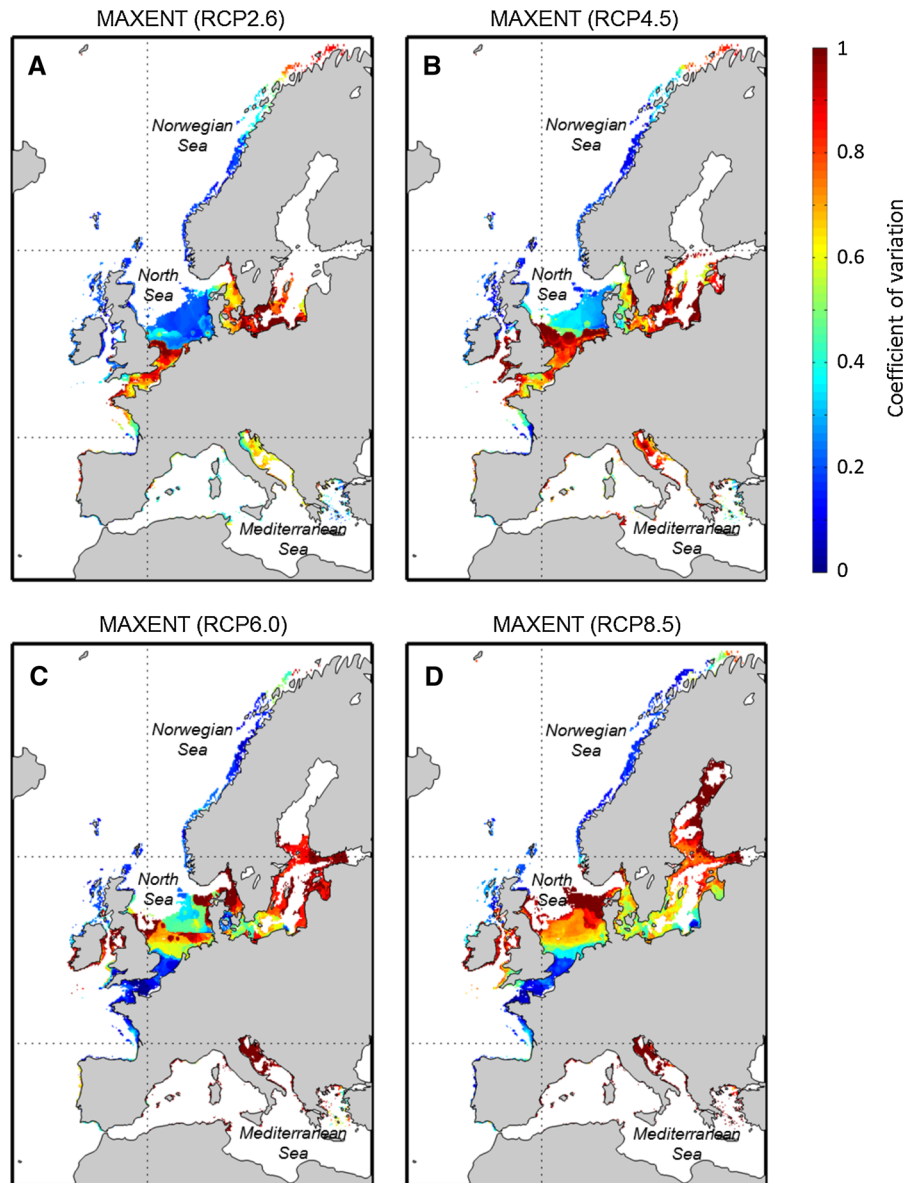 MAXENT (RCP2.6)
MAXENT (RCP4.5)
A
Norwegian
Sea
North
Sea
Mediterranean
Sea
B
Norwegian
Sea
North
Sea
Mediterranean
Sea
1
0.8
0.6
0.4
0.2
0
Coefficient of variation
MAXENT (RCP6.0)
MAXENT (RCP8.5)
C
Norwegian
Sea
North
Sea
Mediterranean
Sea
D
Norwegian
Sea
North
Sea
Mediterranean
Sea